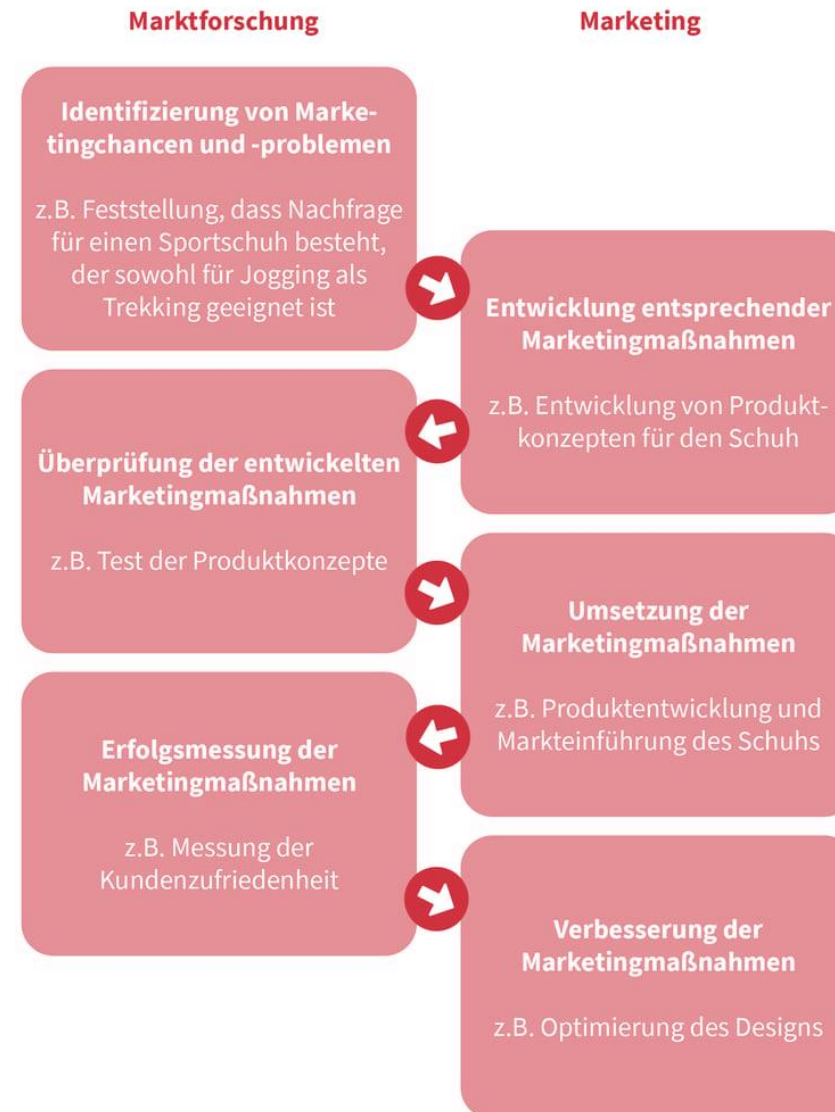 Marktforschung
Marketing
Identifizierung von Marke-
tingchancen und -problemen
z.B. Feststellung, dass Nachfrage
für einen Sportschuh besteht,
der sowohl für Jogging als
Trekking geeignet ist
Entwicklung entsprechender
Marketingmaßnahmen
z.B. Entwicklung von Produkt-
konzepten für den Schuh
Überprüfung der entwickelten
Marketingmaßnahmen
z.B. Test der Produktkonzepte
Umsetzung der
Marketingmaßnahmen
z.B. Produktentwicklung und
Markteinführung des Schuhs
Erfolgsmessung der
Marketingmaßnahmen
z.B. Messung der
Kundenzufriedenheit
Verbesserung der
Marketingmaßnahmen
z.B. Optimierung des Designs